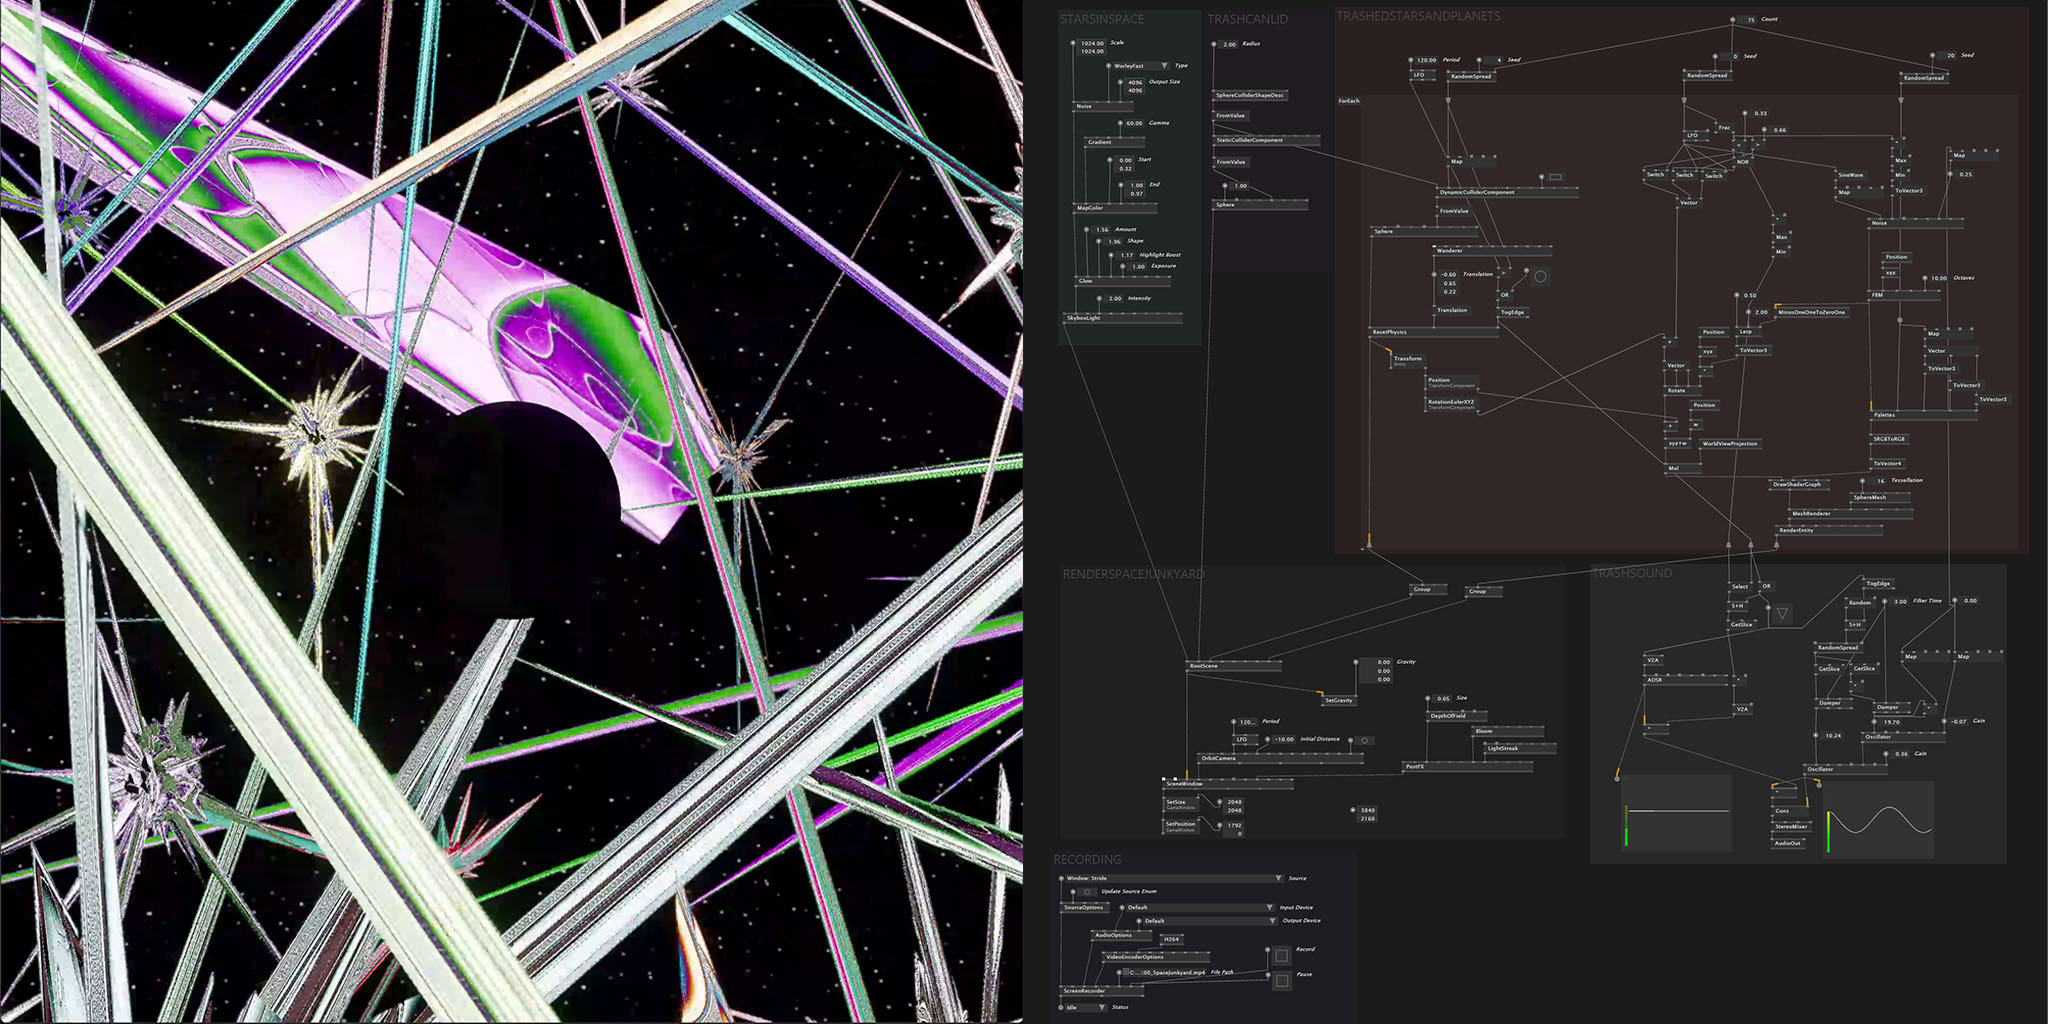 STARSINSPACE
1024.00 Scale
1024.00
WorleyFast Type
4096 Output Size
4096
Noise
60.00 Gamma
Gradient
0.00 Start
0.32
1.00 End
0.97
MapColor
1.56 Amount
1.96 Shape
1.17 Highlight Boost
1.00 Exposure
Glow
2.00 Intensity
SkyboxLight
TRASHCANLID
2.00 Radius
SphereColliderShapeDesc
FromValue
StaticColliderComponent
FromValue
1.00
Sphere
TRASHEDSTARSANDPLANETS
75 Count
120.00 Period
4 Seed
0 Seed
20 Seed
LFO
RandomSpread
RandomSpread
RandomSpread
ForEach
0.33
Frac
0.66
LFO
NOR
Map
Max
Map
Min
0.25
Switch
Switch
Switch
SineWave
Map
ToVector3
DynamicColliderComponent
Vector
FromValue
Noise
Sphere
Max
Min
Wanderer
Position
xyz
-0.60 Translation
0.65
0.22
10.00 Octaves
OR
0.50
FBM
Translation
TogEdge
2.00
MinusOneOneToZeroOne
ResetPhysics
Position
Lerp
Map
xyz
ToVector3
Vector
Transform
Entity
Vector
ToVector3
Position
TransformComponent
Rotate
ToVector3
RotationEulerXYZ
TransformComponent
Position
ToVector3
w
Palettes
xyz+w
WorldViewProjection
SRGBToRGB
Mul
ToVector4
DrawShaderGraph
16 Tessellation
SphereMesh
MeshRenderer
RenderEntity
RENDERSPACEJUNKYARD
Group
Group
RootScene
0.00 Gravity
0.00
0.00
SetGravity
0.05 Size
DepthOfField
120... Period
Bloom
LFO
-10.00 Initial Distance
LightStreak
OrbitCamera
PostFX
SceneWindow
SetSize
GameWindow
2048
2048
3840
2160
SetPosition
GameWindow
1792
0
TRASHSOUND
Select
OR
TogEdge
S+H
Random
3.00 Filter Time
0.00
GetSlice
S+H
RandomSpread
V2A
GetSlice
GetSlice
Map
Map
ADSR
V2A
Damper
Damper
19.70
-0.07 Gain
10.24
Oscillator
0.36 Gain
Oscillator
Cons
StereoMixer
AudioOut
RECORDING
Window: Stride Source
Update Source Enum
SourceOptions
Default Input Device
Default Output Device
AudioOptions
H264
VideoEncoderOptions
Record
C:...\00_SpaceJunkyard.mp4 File Path
Pause
ScreenRecorder
Idle Status